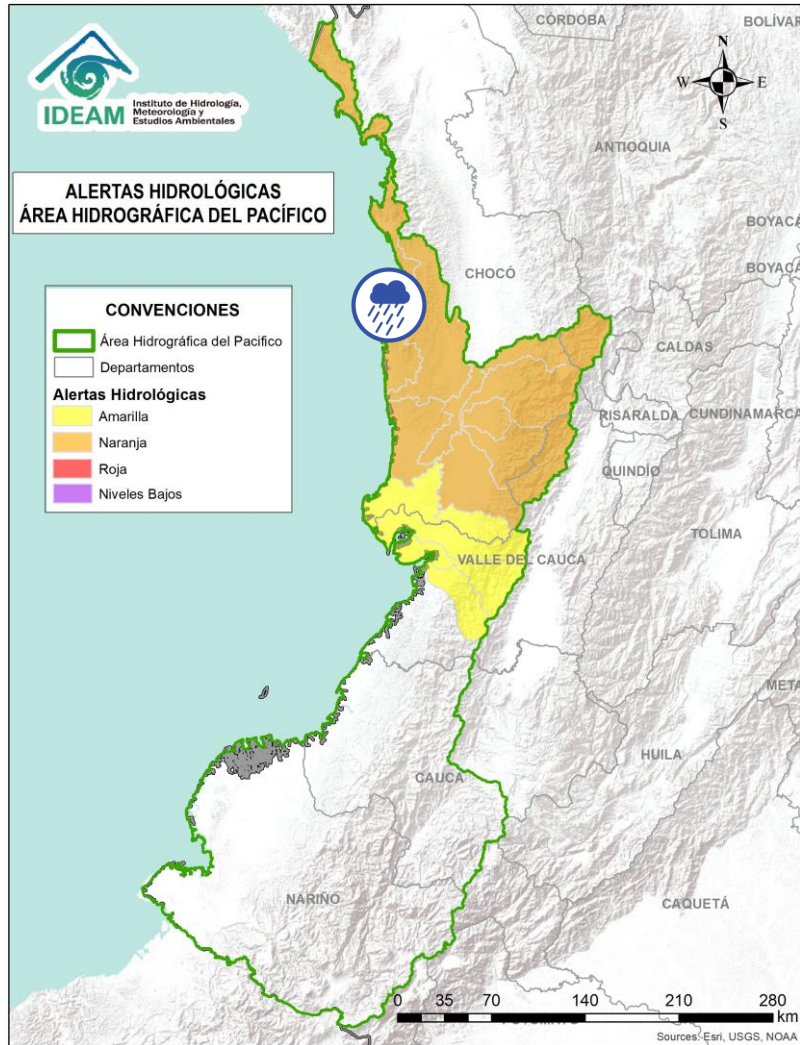 IDEAM
Instituto de Hidrología,
Meteorología y
Estudios Ambientales
CÓRDOBA
BOLÍVAR
N
W
E
S
ANTIOQUIA
ALERTAS HIDROLÓGICAS
ÁREA HIDROGRÁFICA DEL PACÍFICO
BOYACÁ
BOYACÁ
CHOCÓ
CONVENCIONES
Área Hidrográfica del Pacifico
Departamentos
Alertas Hidrológicas
Amarilla
Naranja
Roja
Niveles Bajos
CALDAS
RISARALDA
CUNDINAMARCA
QUINDÍO
TOLIMA
VALLE DEL CAUCA
META
HUILA
CAUCA
NARIÑO
CAQUETÁ
0 35 70 140 210 280
km
Sources: Esri, USGS, NOAA